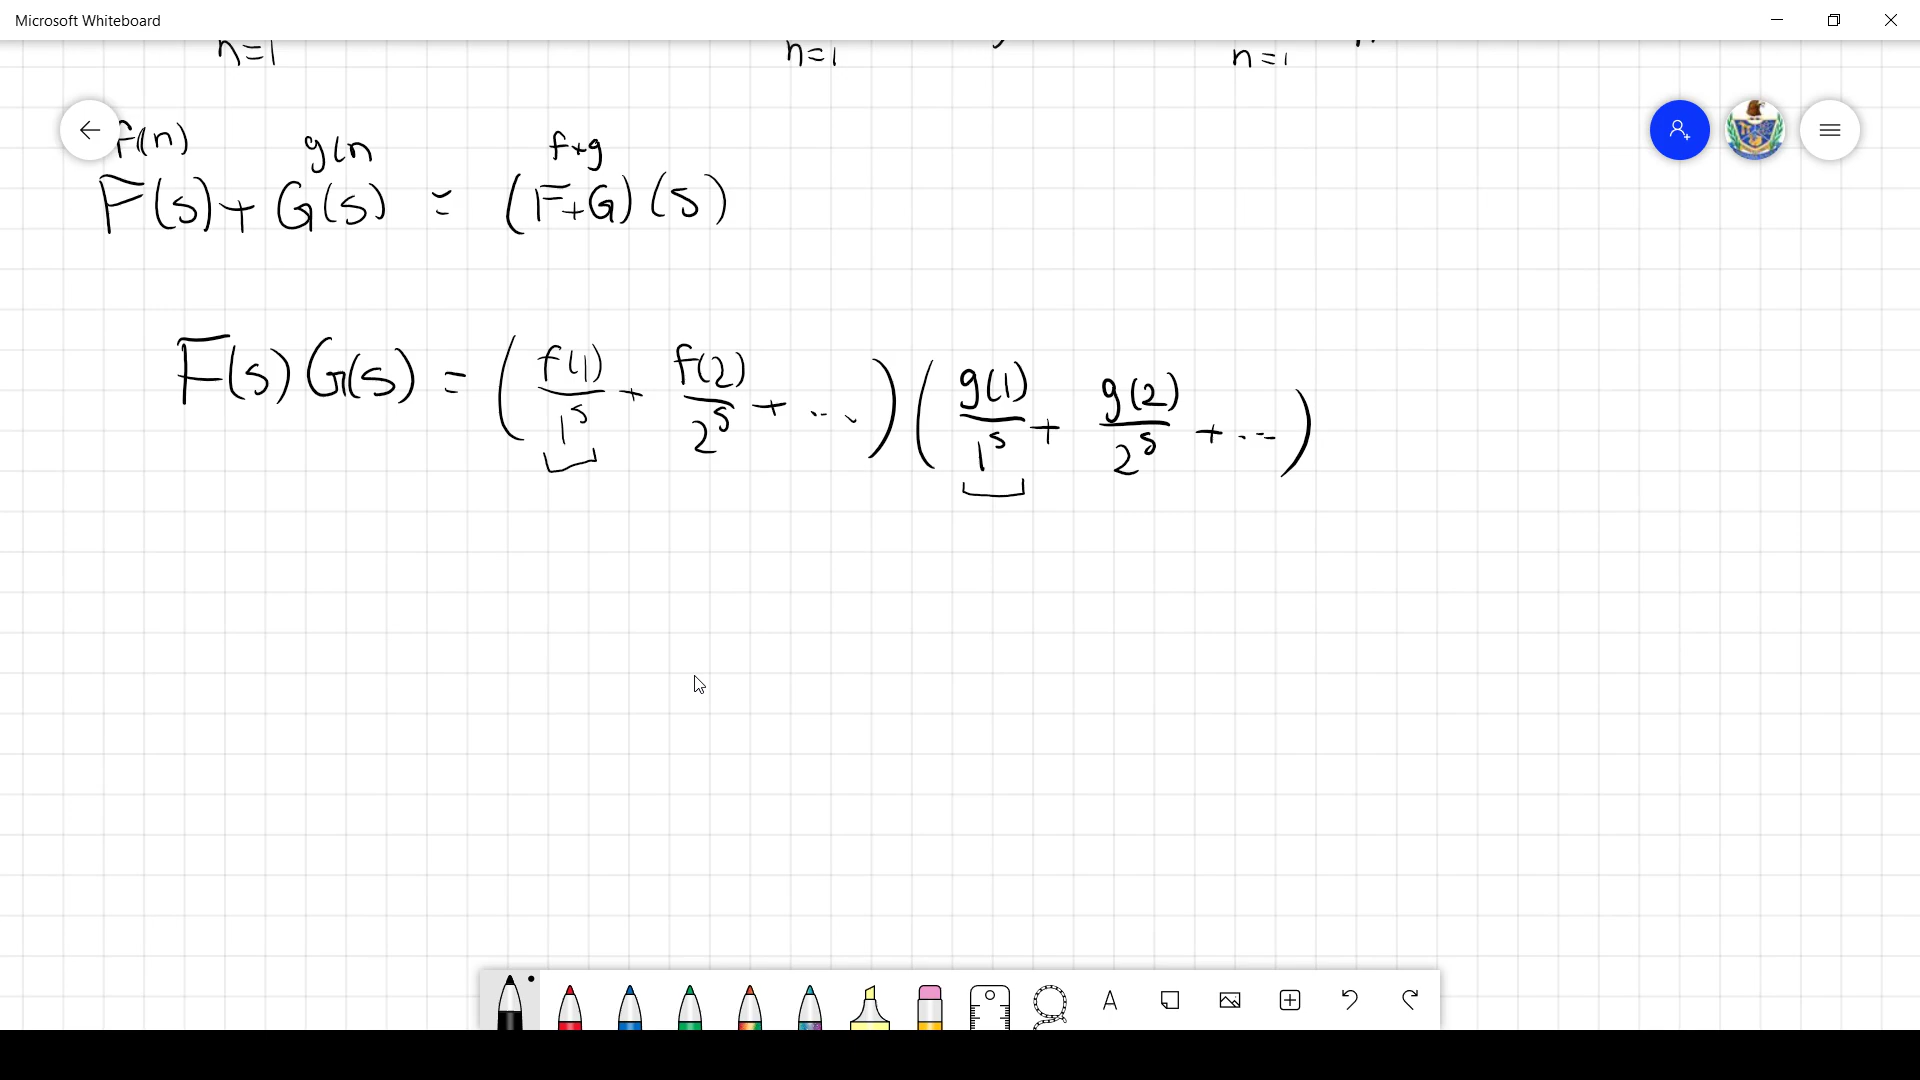 Microsoft Whiteboard
n=1 n=1 n=1
f(n) g(n f+g
F(s)+ G(s) = (F+G)(s)
F(s) G(s) = ( f(1)/1^s + f(2)/2^s + ... ) ( g(1)/1^s + g(2)/2^s + ... )
A